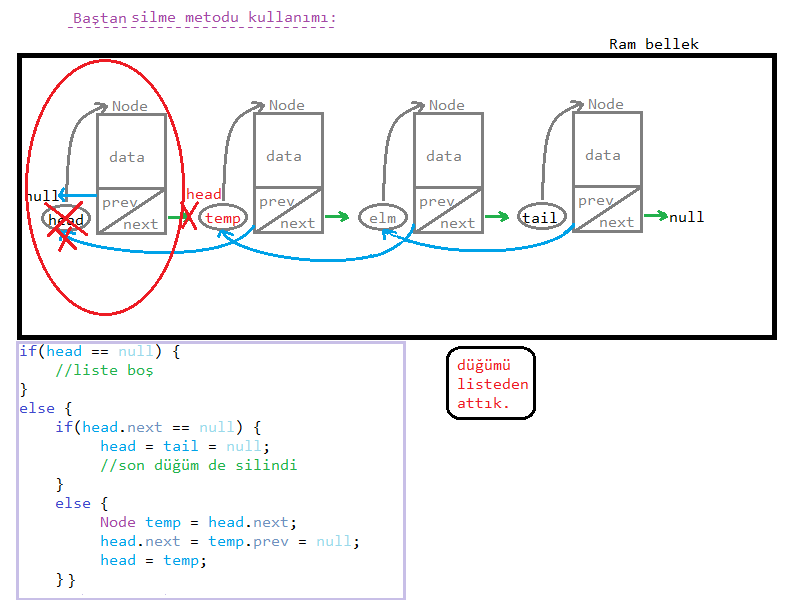 Baştan silme metodu kullanımı:
Ram bellek
Node Node Node Node
data data data data
null head
prev prev prev prev
head temp elm tail null
next next next next
if(head == null) {
//liste boş
}
else {
if(head.next == null) {
head = tail = null;
//son düğüm de silindi
}
else {
Node temp = head.next;
head.next = temp.prev = null;
head = temp;
} }
düğümü
listeden
attık.